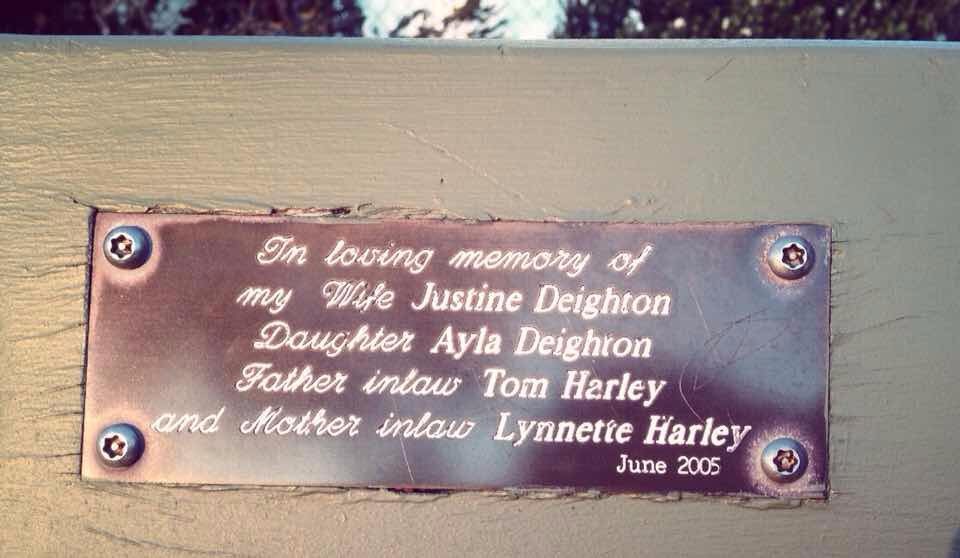 In loving memory of
my Wife Justine Deighton
Daughter Ayla Deighton
Father inlaw Tom Harley
and Mother inlaw Lynnette Harley
June 2005